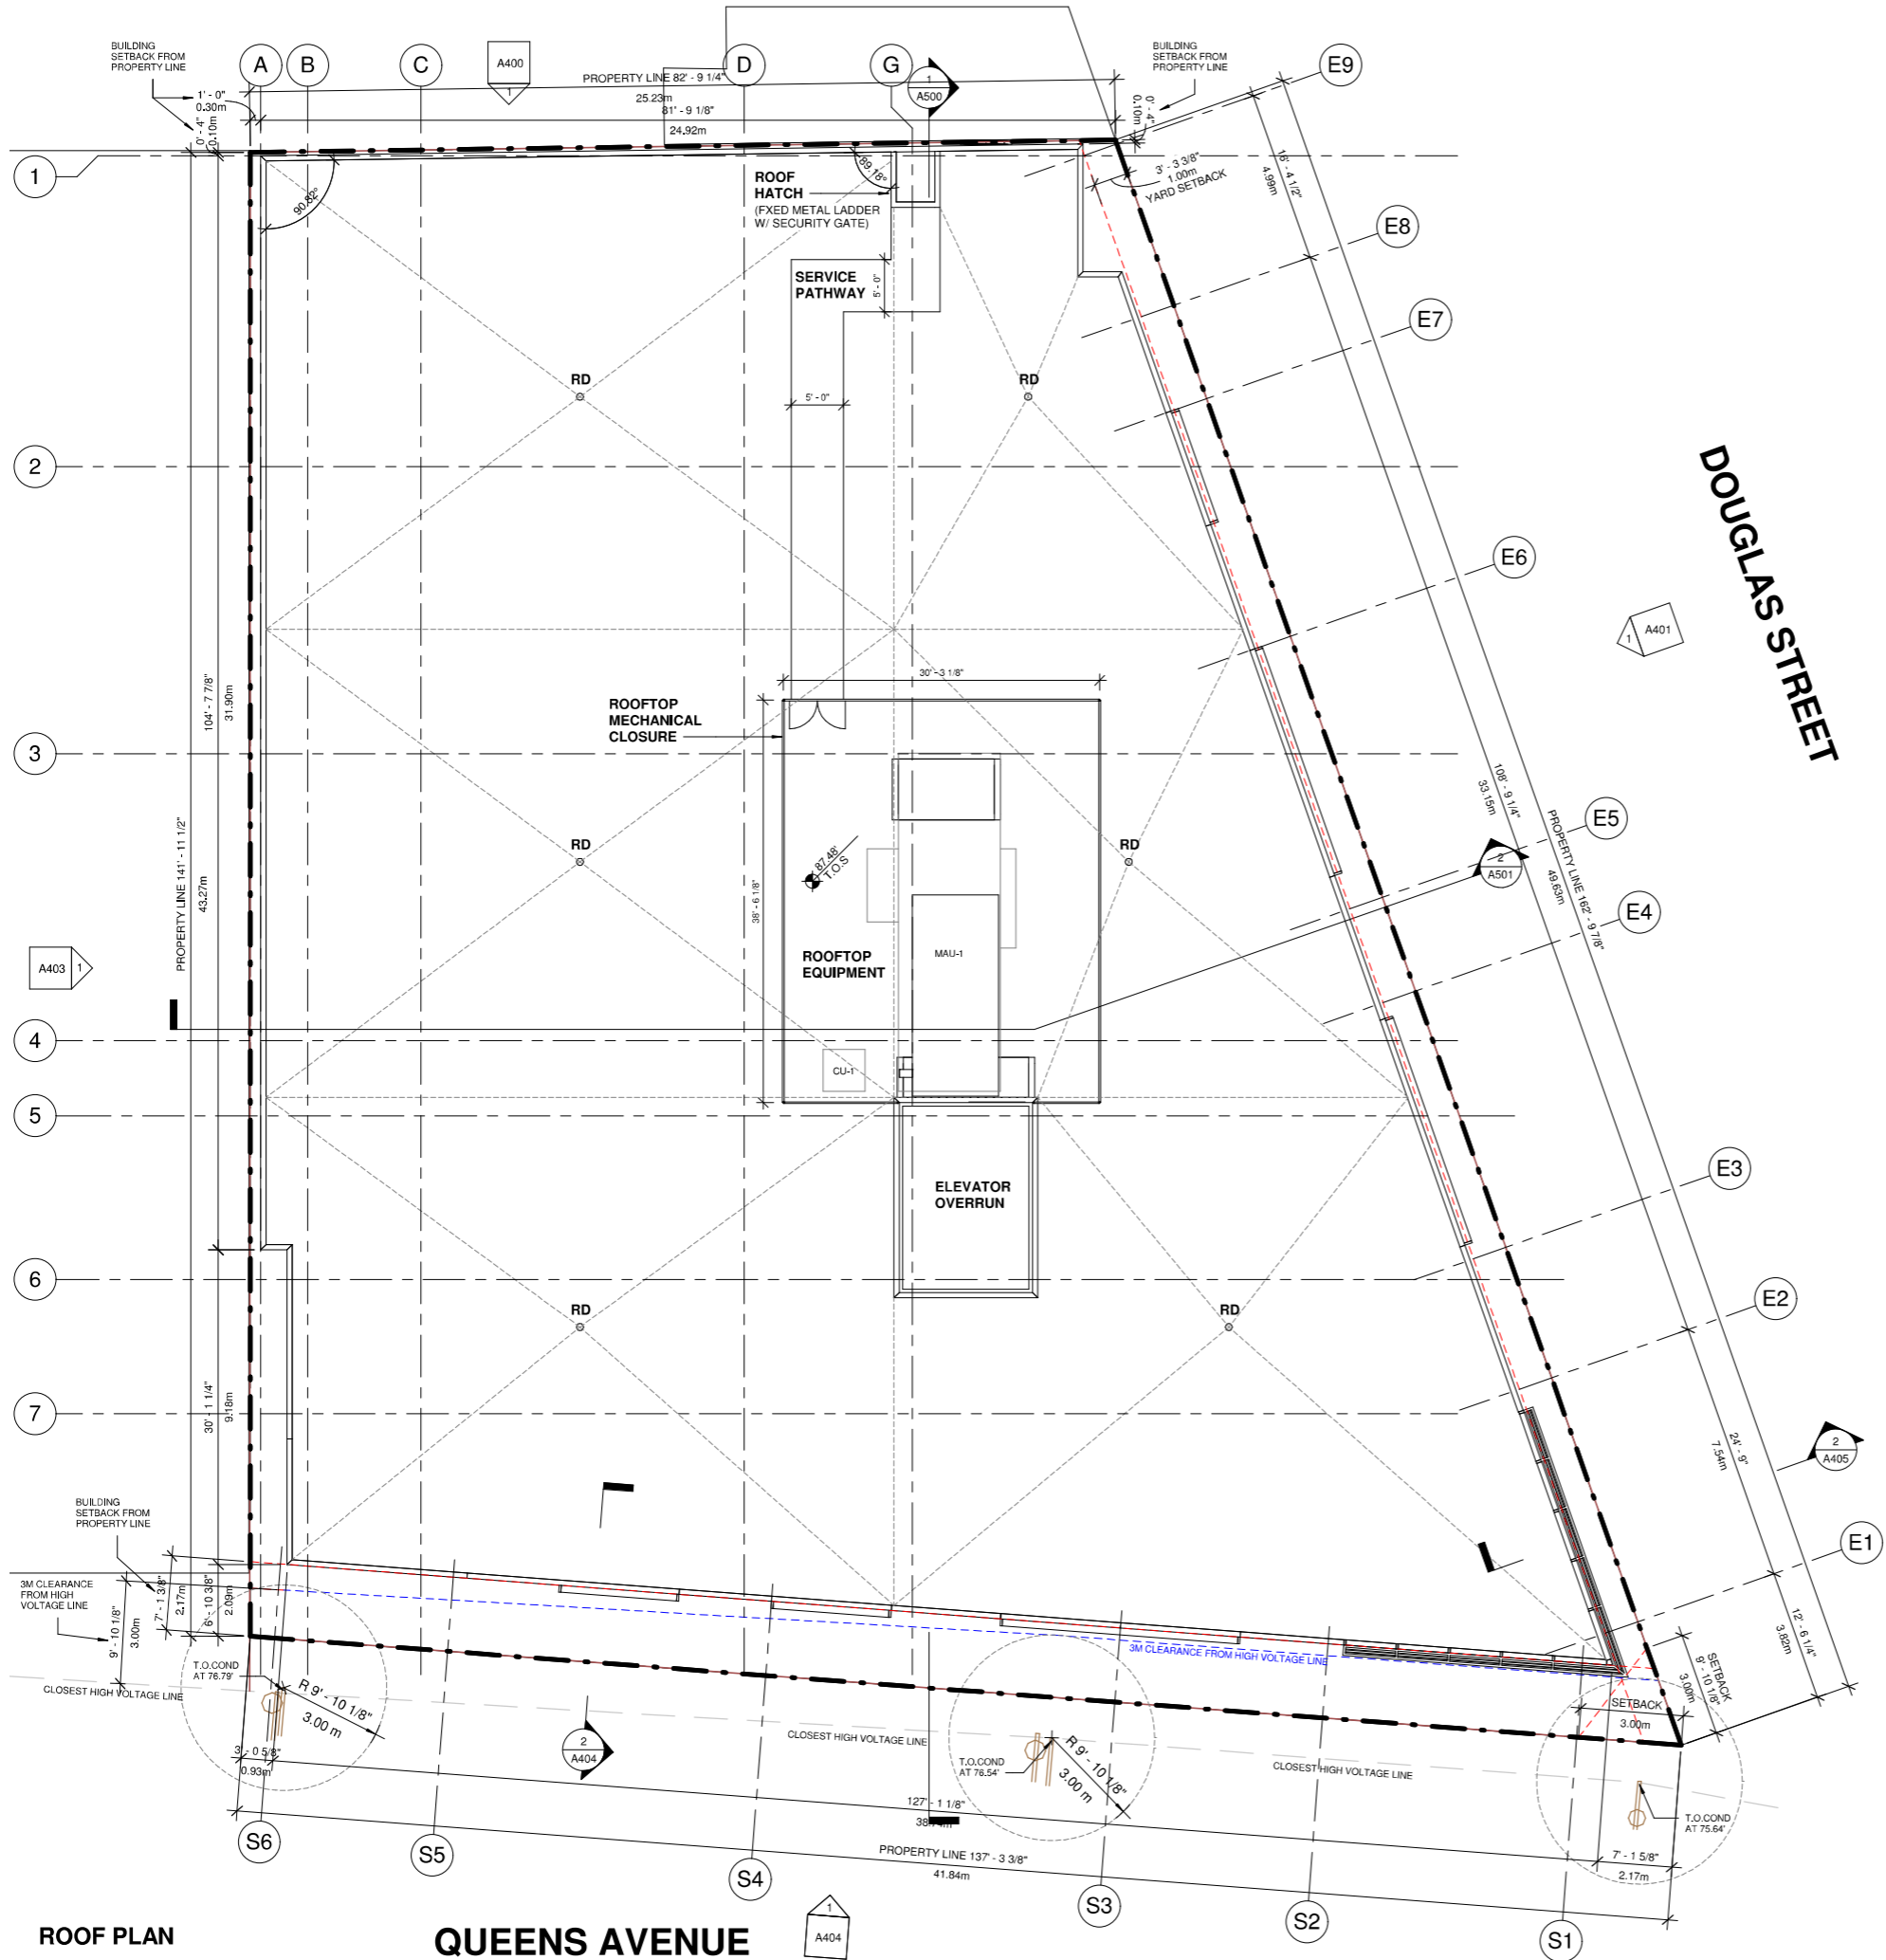 BUILDING
SETBACK FROM
PROPERTY LINE
A
B
C
A400
1
D
G
1
A500
BUILDING
SETBACK FROM
PROPERTY LINE
E9
PROPERTY LINE 82' - 9 1/4"
25.23m
81' - 9 1/8"
24.92m
1' - 0"
0.30m
0' - 4"
0.10m
0' - 4"
0.10m
1
90.82°
89.18°
ROOF
HATCH
(FXED METAL LADDER
W/ SECURITY GATE)
3' - 3 3/8"
1.00m
YARD SETBACK
16' - 4 1/2"
4.99m
E8
SERVICE
PATHWAY
5' - 0"
E7
RD
RD
5' - 0"
2
DOUGLAS STREET
E6
1
A401
104' - 7 7/8"
31.90m
30' - 3 1/8"
ROOFTOP
MECHANICAL
CLOSURE
3
108' - 9 1/4"
33.15m
PROPERTY LINE 162' - 9 7/8"
49.63m
E5
RD
RD
2
A501
87.48'
T.O.S
PROPERTY LINE 141' - 11 1/2"
43.27m
38' - 6 1/8"
E4
A403
1
ROOFTOP
EQUIPMENT
MAU-1
4
CU-1
5
E3
ELEVATOR
OVERRUN
6
E2
RD
RD
30' - 1 1/4"
9.18m
7
24' - 9"
7.54m
2
A405
BUILDING
SETBACK FROM
PROPERTY LINE
E1
3M CLEARANCE
FROM HIGH
VOLTAGE LINE
9' - 10 1/8"
3.00m
7' - 1 3/8"
2.17m
6' - 10 3/8"
2.09m
12' - 6 1/4"
3.82m
3M CLEARANCE FROM HIGH VOLTAGE LINE
T.O.COND
AT 76.79'
R 9' - 10 1/8"
3.00 m
CLOSEST HIGH VOLTAGE LINE
SETBACK
9' - 10 1/8"
3.00m
SETBACK
3.00m
CLOSEST HIGH VOLTAGE LINE
2
A404
3' - 0 5/8"
0.93m
T.O.COND
AT 76.54'
R 9' - 10 1/8"
3.00 m
CLOSEST HIGH VOLTAGE LINE
127' - 1 1/8"
T.O.COND
AT 75.64'
S6
S5
PROPERTY LINE 137' - 3 3/8"
41.84m
7' - 1 5/8"
2.17m
S4
S3
S2
S1
ROOF PLAN
QUEENS AVENUE
1
A404